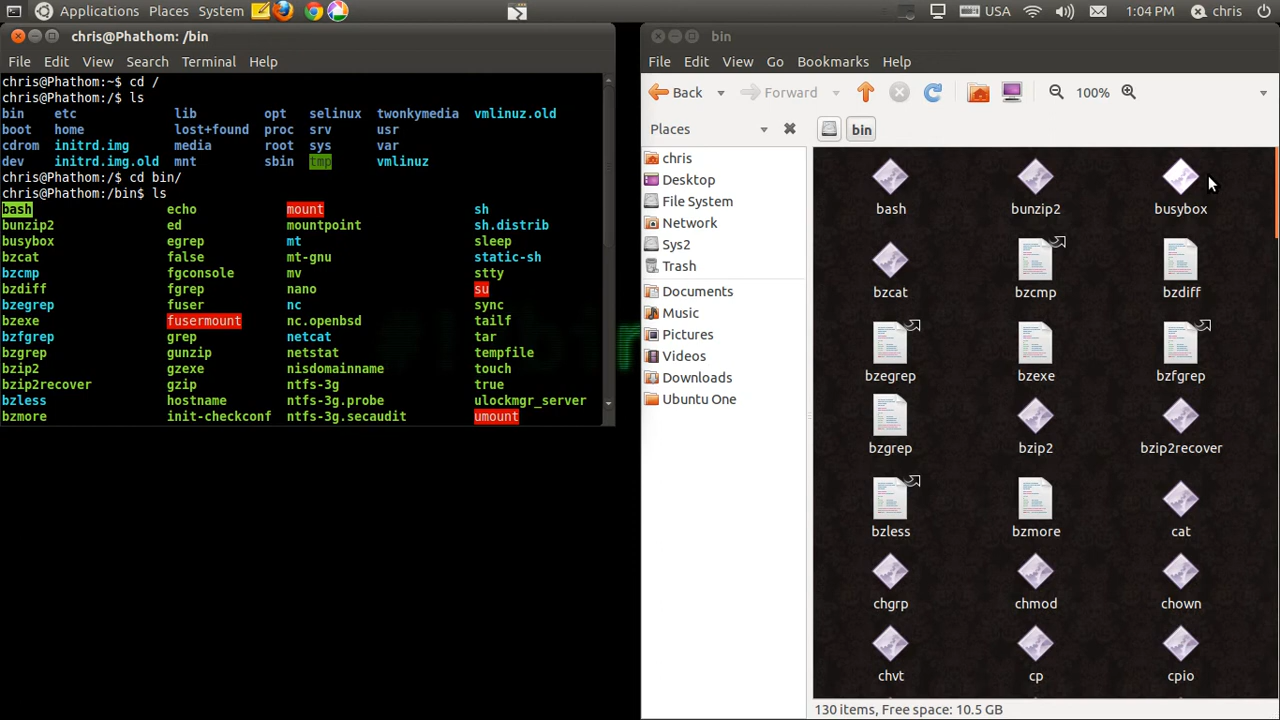 Applications Places System USA 1:04 PM chris
chris@Phathom: /bin
File Edit View Search Terminal Help
chris@Phathom:~$ cd /
chris@Phathom:/$ ls
bin etc lib opt selinux twonkymedia vmlinuz.old
boot home lost+found proc srv usr
cdrom initrd.img media root sys var
dev initrd.img.old mnt sbin tmp vmlinuz
chris@Phathom:/$ cd bin/
chris@Phathom:/bin$ ls
bash echo mount sh
bunzip2 ed mountpoint sh.distrib
busybox egrep mt sleep
bzcat false mt-gnu static-sh
bzcmp fgconsole mv stty
bzdiff fgrep nano su
bzegrep fuser nc sync
bzexe fusermount nc.openbsd tailf
bzfgrep grep netcat tar
bzgrep gunzip netstat tempfile
bzip2 gzexe nisdomainname touch
bzip2recover gzip ntfs-3g true
bzless hostname ntfs-3g.probe ulockmgr_server
bzmore init-checkconf ntfs-3g.secaudit umount
bin
File Edit View Go Bookmarks Help
Back Forward 100%
Places bin
chris
Desktop
File System
Network
Sys2
Trash
Documents
Music
Pictures
Videos
Downloads
Ubuntu One
bash bunzip2 busybox
bzcat bzcmp bzdiff
bzegrep bzexe bzfgrep
bzgrep bzip2 bzip2recover
bzless bzmore cat
chgrp chmod chown
chvt cp cpio
130 items, Free space: 10.5 GB